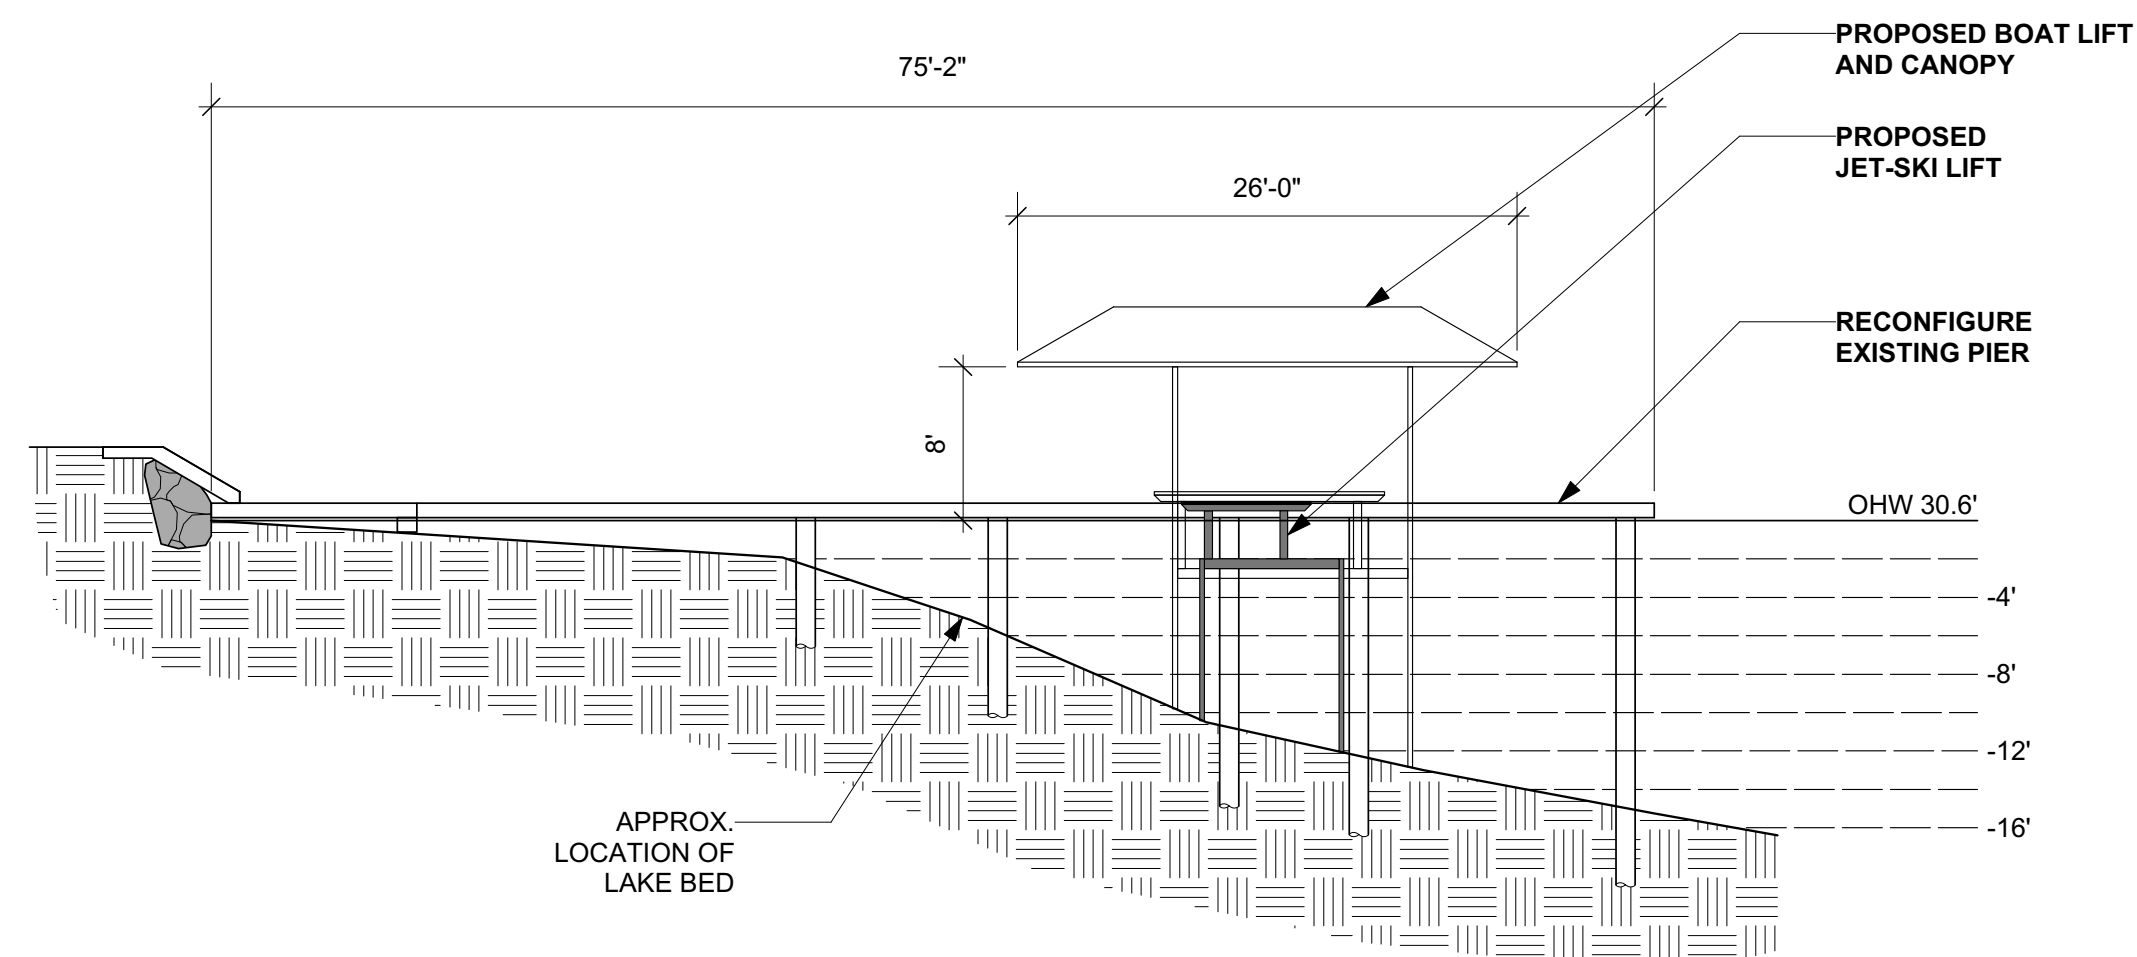 PROPOSED BOAT LIFT
AND CANOPY
75'-2"
PROPOSED
JET-SKI LIFT
26'-0"
RECONFIGURE
EXISTING PIER
8'
OHW 30.6'
-4'
-8'
-12'
-16'
APPROX.
LOCATION OF
LAKE BED